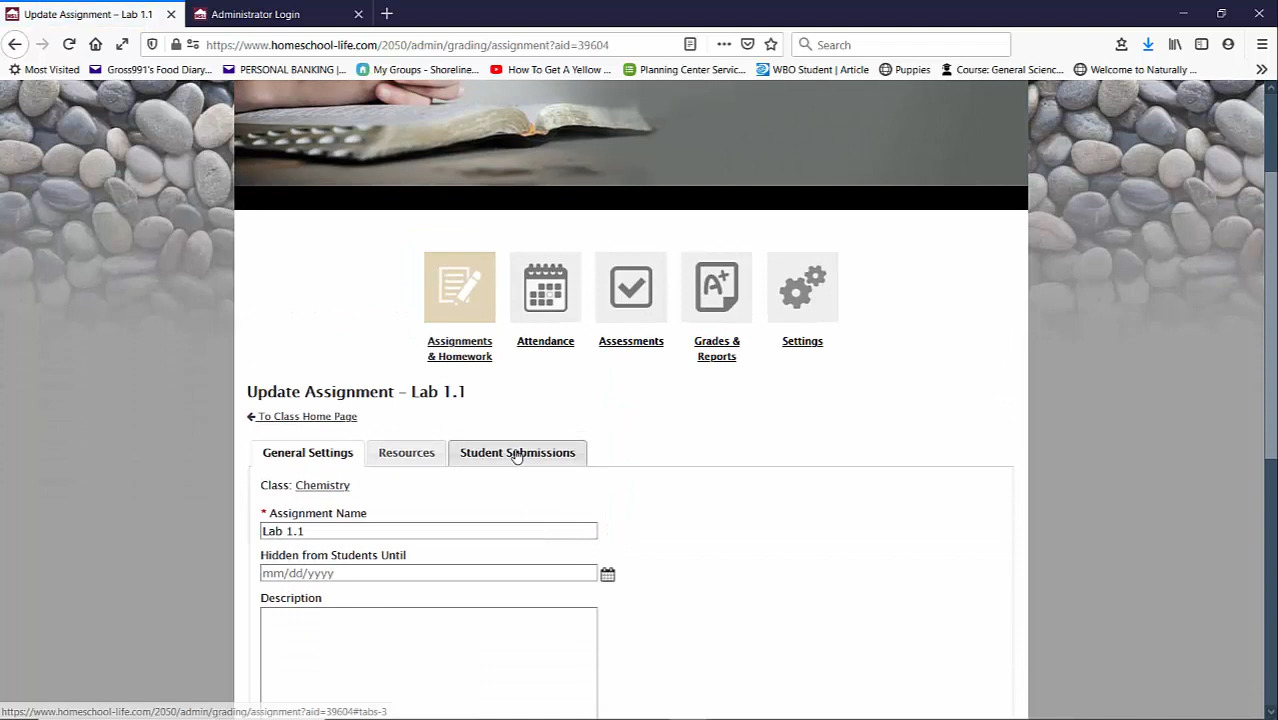 Update Assignment - Lab 1.1
Administrator Login
https://www.homeschool-life.com/2050/admin/grading/assignment?aid=39604
Search
Most Visited
Gross991's Food Diary...
PERSONAL BANKING |...
My Groups - Shoreline...
How To Get A Yellow ...
Planning Center Servic...
WBO Student | Article
Puppies
Course: General Scienc...
Welcome to Naturally ...
A+
Assignments & Homework
Attendance
Assessments
Grades & Reports
Settings
Update Assignment – Lab 1.1
To Class Home Page
General Settings
Resources
Student Submissions
Class: Chemistry
* Assignment Name
Lab 1.1
Hidden from Students Until
mm/dd/yyyy
Description
https://www.homeschool-life.com/2050/admin/grading/assignment?aid=39604#tabs-3